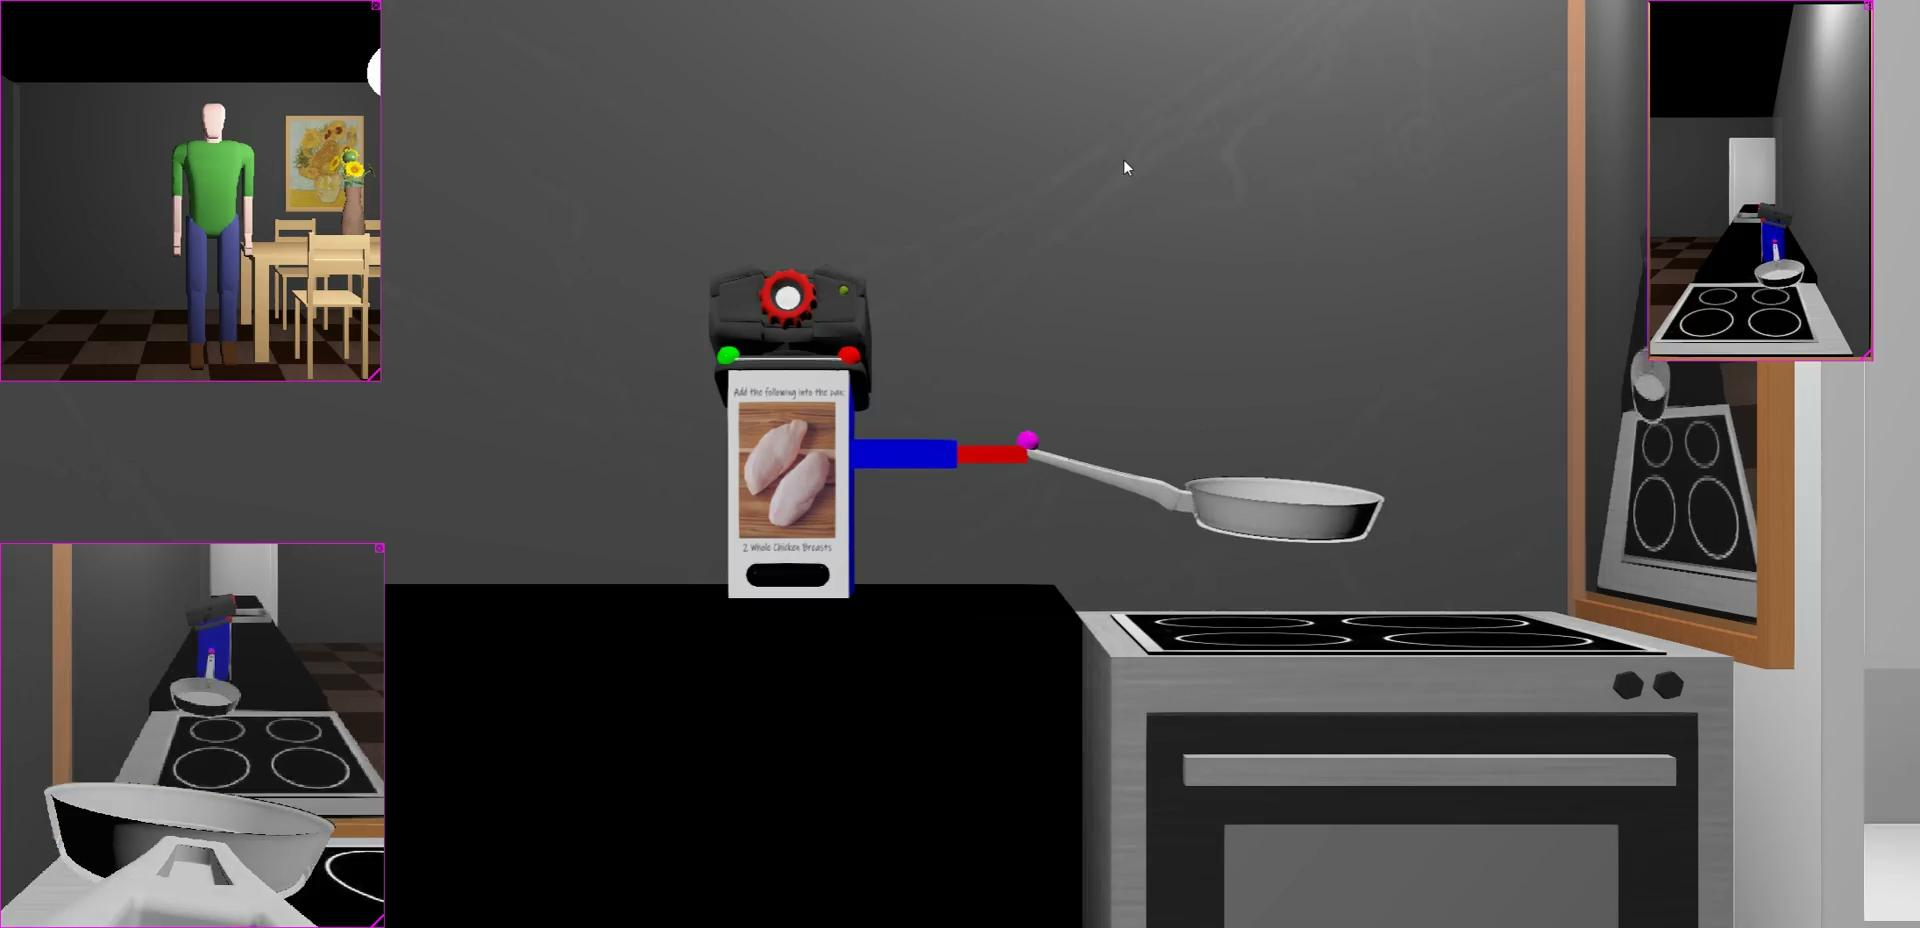 Add the following into the pan:
2 Whole Chicken Breasts